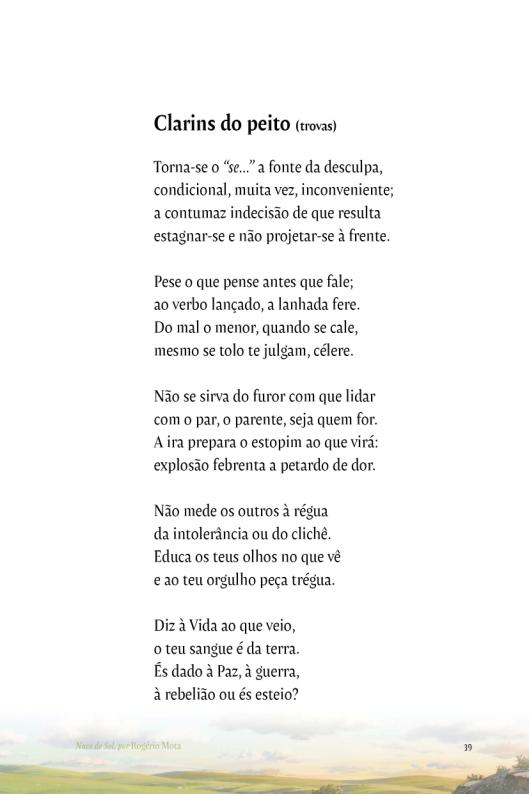 Clarins do peito (trovas)
Torna-se o “se...” a fonte da desculpa,
condicional, muita vez, inconveniente;
a contumaz indecisão de que resulta
estagnar-se e não projetar-se à frente.
Pese o que pense antes que fale;
ao verbo lançado, a lanhada fere.
Do mal o menor, quando se cale,
mesmo se tolo te julgam, célere.
Não se sirva do furor com que lidar
com o par, o parente, seja quem for.
A ira prepara o estopim ao que virá:
explosão febrenta a petardo de dor.
Não mede os outros à régua
da intolerância ou do clichê.
Educa os teus olhos no que vê
e ao teu orgulho peça trégua.
Diz à Vida ao que veio,
o teu sangue é da terra.
És dado à Paz, à guerra,
à rebelião ou és esteio?
Naco de Sol, por Rogério Mota
39